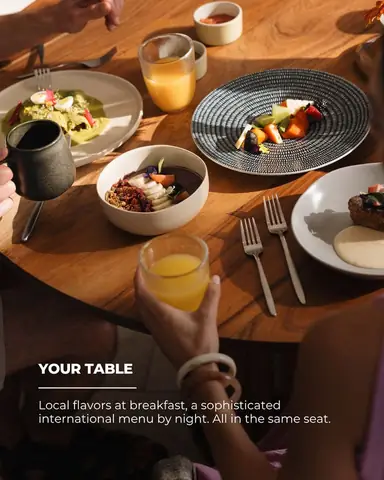 YOUR TABLE
Local flavors at breakfast, a sophisticated
international menu by night. All in the same seat.